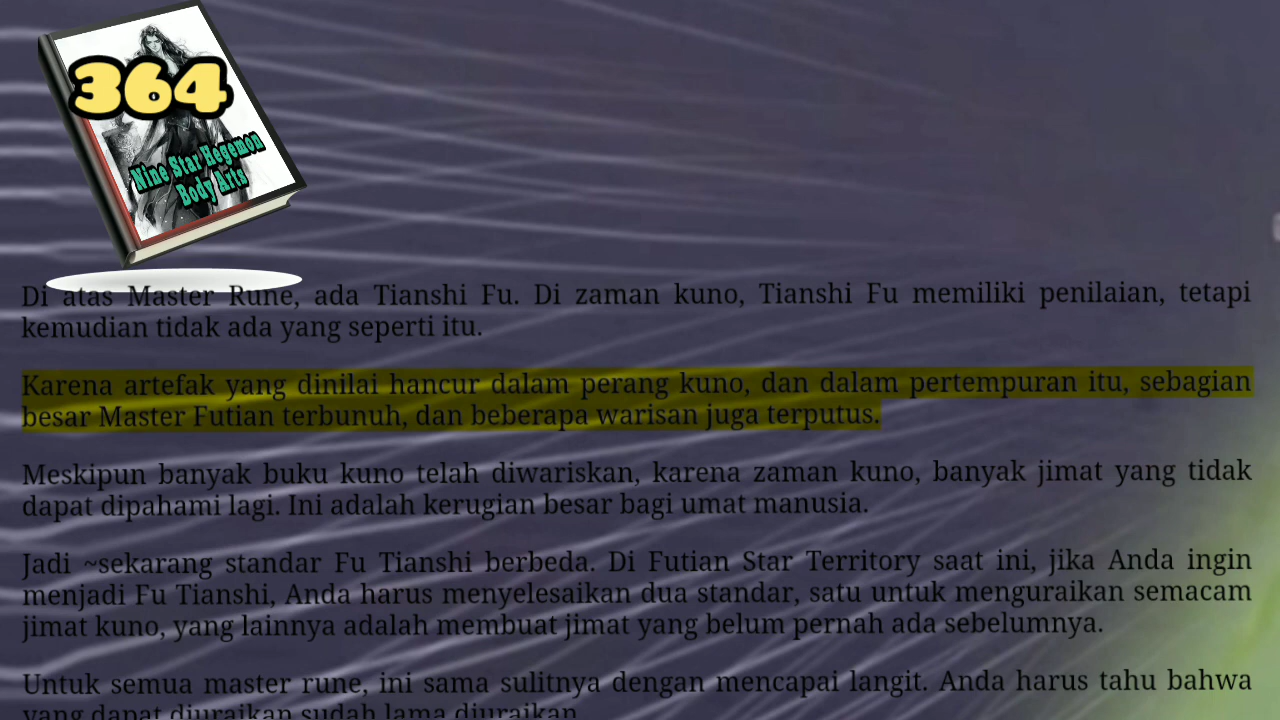 364
Nine Star Hegemon
Body Arts
Di atas Master Rune, ada Tianshi Fu. Di zaman kuno, Tianshi Fu memiliki penilaian, tetapi
kemudian tidak ada yang seperti itu.
Karena artefak yang dinilai hancur dalam perang kuno, dan dalam pertempuran itu, sebagian
besar Master Futian terbunuh, dan beberapa warisan juga terputus.
Meskipun banyak buku kuno telah diwariskan, karena zaman kuno, banyak jimat yang tidak
dapat dipahami lagi. Ini adalah kerugian besar bagi umat manusia.
Jadi ~sekarang standar Fu Tianshi berbeda. Di Futian Star Territory saat ini, jika Anda ingin
menjadi Fu Tianshi, Anda harus menyelesaikan dua standar, satu untuk menguraikan semacam
jimat kuno, yang lainnya adalah membuat jimat yang belum pernah ada sebelumnya.
Untuk semua master rune, ini sama sulitnya dengan mencapai langit. Anda harus tahu bahwa
yang dapat diuraikan sudah lama diuraikan.